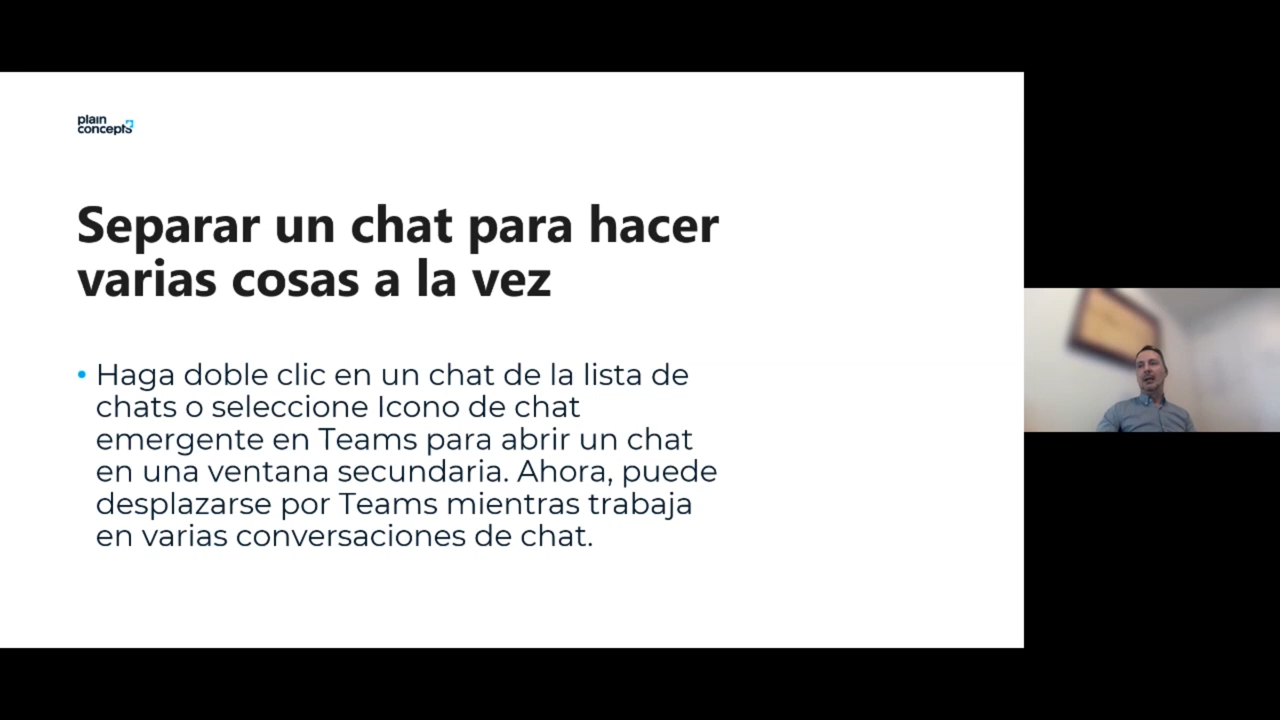 plain
concepts
Separar un chat para hacer
varias cosas a la vez
• Haga doble clic en un chat de la lista de
chats o seleccione Icono de chat
emergente en Teams para abrir un chat
en una ventana secundaria. Ahora, puede
desplazarse por Teams mientras trabaja
en varias conversaciones de chat.